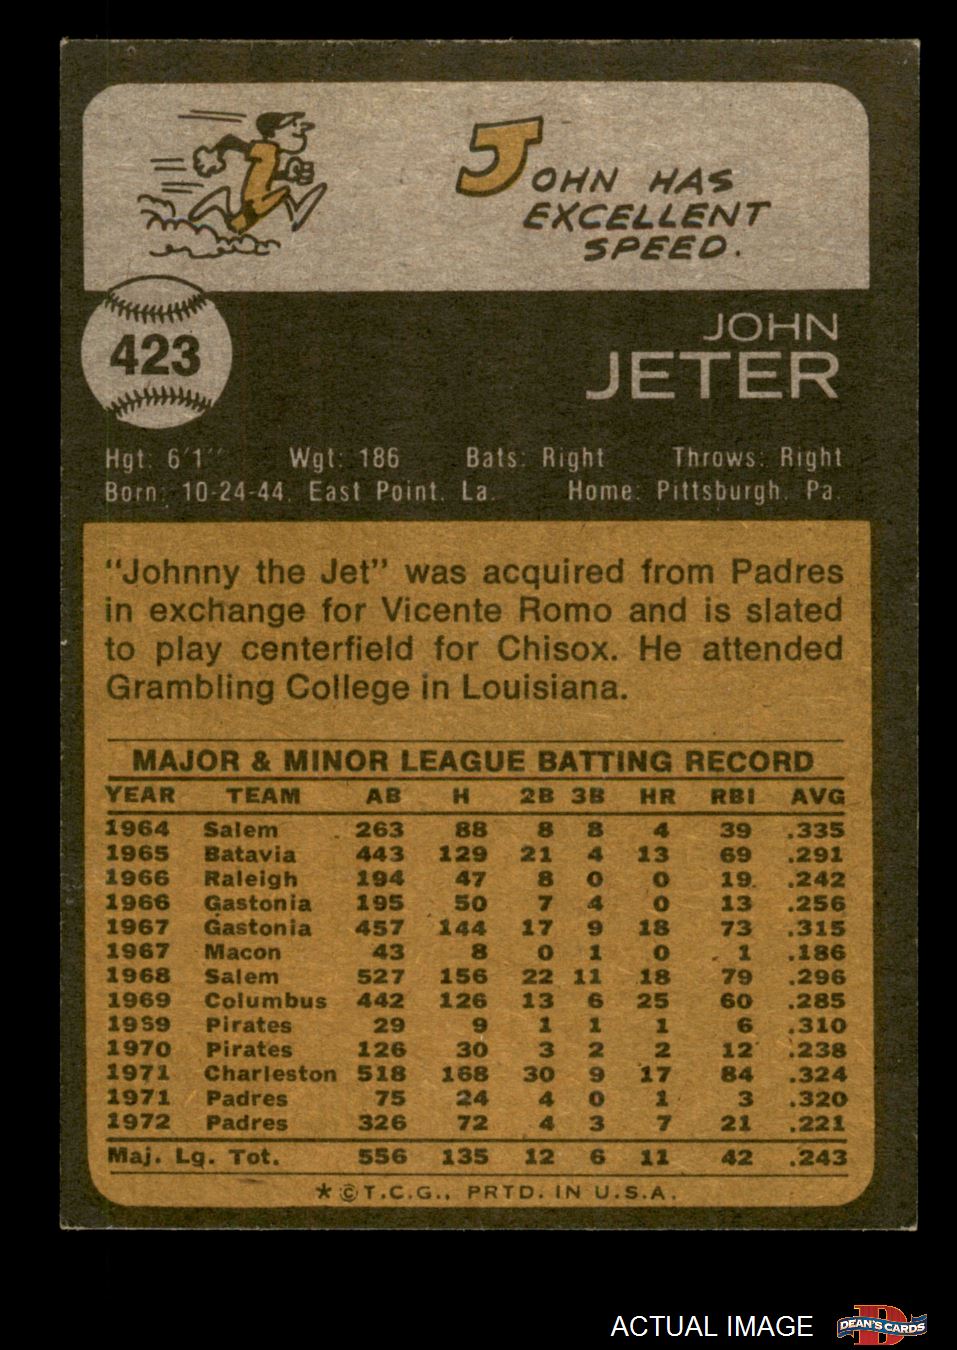 JOHN HAS
EXCELLENT
SPEED.
423
JOHN
JETER
Hgt: 6'1" Wgt: 186 Bats: Right Throws: Right
Born: 10-24-44, East Point, La. Home: Pittsburgh, Pa.
"Johnny the Jet" was acquired from Padres
in exchange for Vicente Romo and is slated
to play centerfield for Chisox. He attended
Grambling College in Louisiana.
MAJOR & MINOR LEAGUE BATTING RECORD
YEAR TEAM AB H 2B 3B HR RBI AVG
1964 Salem 263 88 8 8 4 39 .335
1965 Batavia 443 129 21 4 13 69 .291
1966 Raleigh 194 47 8 0 0 19 .242
1966 Gastonia 195 50 7 4 0 13 .256
1967 Gastonia 457 144 17 9 18 73 .315
1967 Macon 43 8 0 1 0 1 .186
1968 Salem 527 156 22 11 18 79 .296
1969 Columbus 442 126 13 6 25 60 .285
1969 Pirates 29 9 1 1 1 6 .310
1970 Pirates 126 30 3 2 2 12 .238
1971 Charleston 518 168 30 9 17 84 .324
1971 Padres 75 24 4 0 1 3 .320
1972 Padres 326 72 4 3 7 21 .221
Maj. Lg. Tot. 556 135 12 6 11 42 .243
* © T.C.G., PRTD. IN U.S.A.
ACTUAL IMAGE
D
DEAN'S CARDS